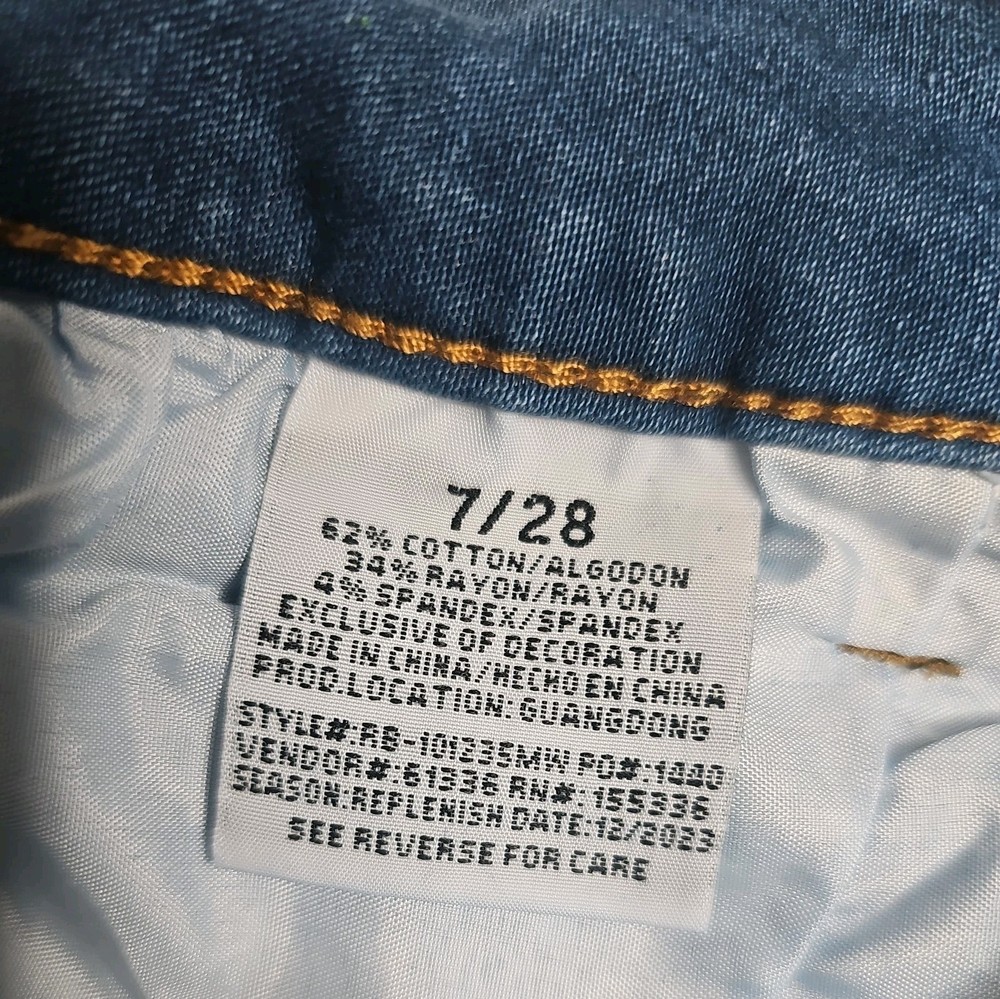 7/28
62% COTTON/ALGODON
34% RAYON/RAYON
4% SPANDEX/SPANDEX
EXCLUSIVE OF DECORATION
MADE IN CHINA/HECHO EN CHINA
PROD.LOCATION: GUANGDONG
STYLE#:RB-101235MW PO#:1440
VENDOR#:61336 RN#:155336
SEASON:REPLENISH DATE:12/2023
SEE REVERSE FOR CARE